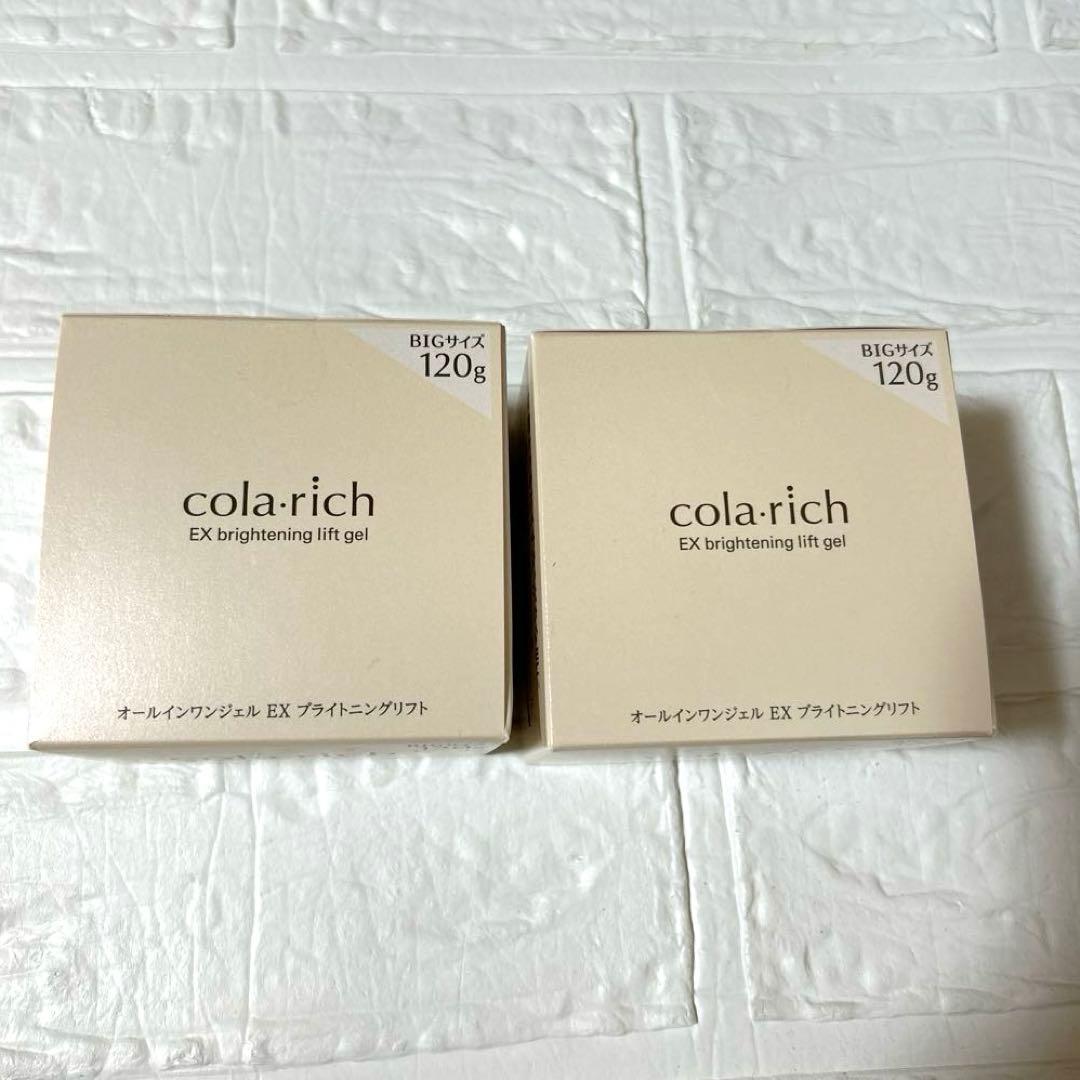 BIGサイズ
120g
cola·rich
EX brightening lift gel
オールインワンジェル EX ブライトニングリフト
BIGサイズ
120g
cola·rich
EX brightening lift gel
オールインワンジェル EX ブライトニングリフト